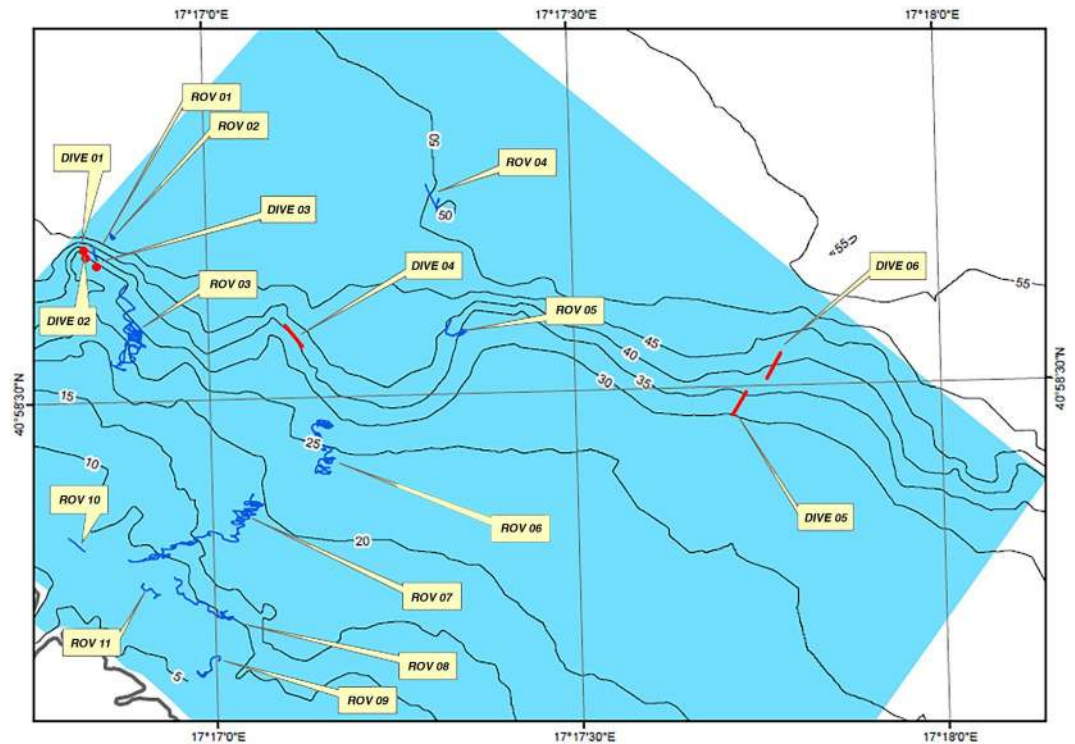 17°17'0"E
17°17'30"E
17°18'0"E
ROV 01
ROV 02
50
DIVE 01
ROV 04
DIVE 03
50
55
DIVE 04
DIVE 06
ROV 03
55
ROV 05
DIVE 02
45
40
35
30
40°58'30"N
40°58'30"N
15
25
10
ROV 10
ROV 06
DIVE 05
20
ROV 07
ROV 11
ROV 08
5
ROV 09
17°17'0"E
17°17'30"E
17°18'0"E